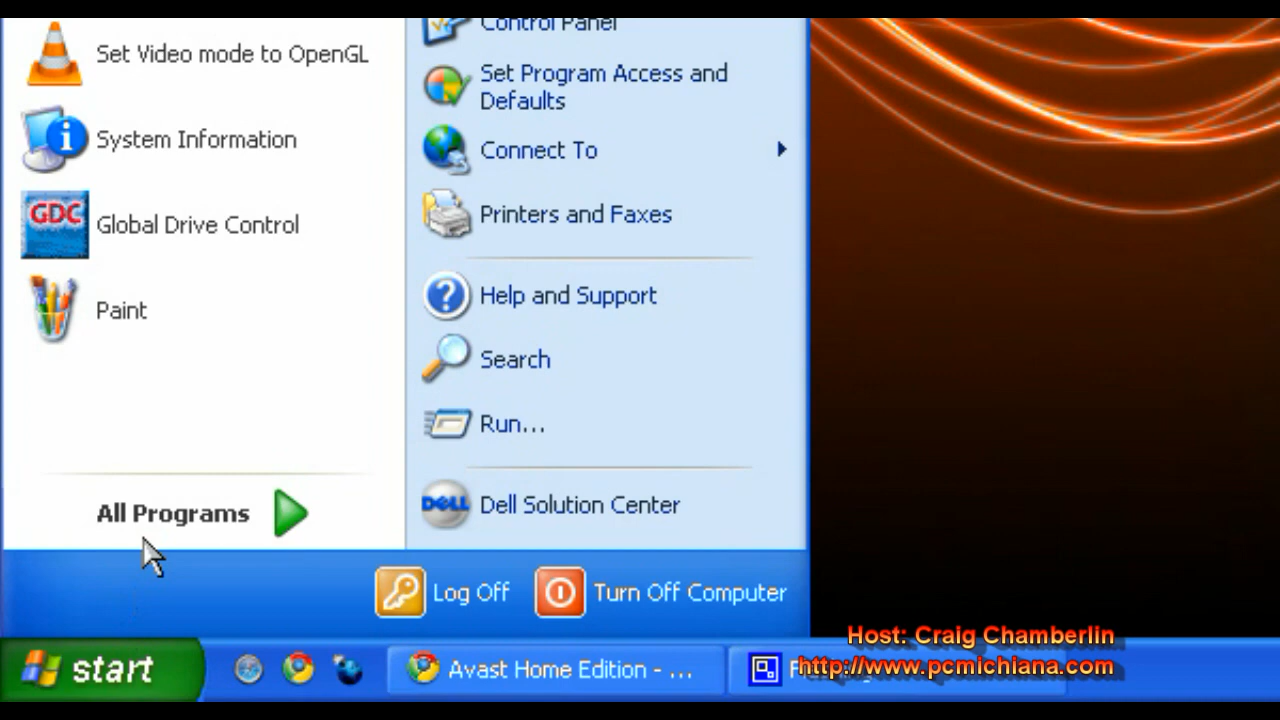 Set Video mode to OpenGL
System Information
GDC
Global Drive Control
Paint
All Programs
Control Panel
Set Program Access and
Defaults
Connect To
Printers and Faxes
Help and Support
Search
Run...
DELL
Dell Solution Center
Log Off
Turn Off Computer
start
Avast Home Edition - ...
Host: Craig Chamberlin
http://www.pcmichiana.com